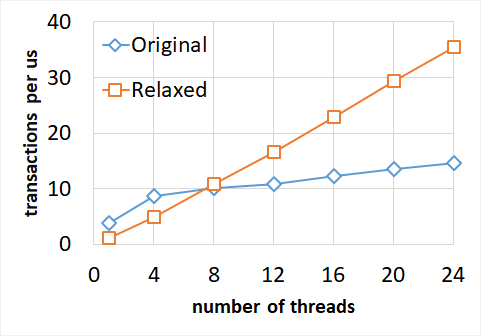 transactions per us
40
30
20
10
0
Original
Relaxed
0 4 8 12 16 20 24
number of threads